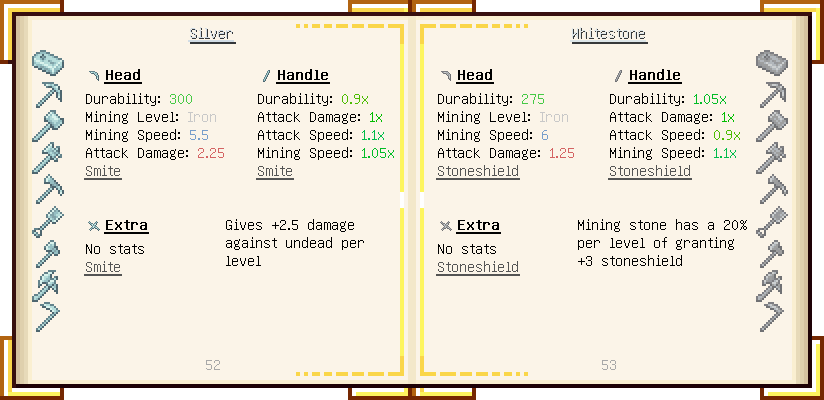 Silver
Head
Durability: 300
Mining Level: Iron
Mining Speed: 5.5
Attack Damage: 2.25
Smite
Handle
Durability: 0.9x
Attack Damage: 1x
Attack Speed: 1.1x
Mining Speed: 1.05x
Smite
Extra
No stats
Smite
Gives +2.5 damage
against undead per
level
52
Whitestone
Head
Durability: 275
Mining Level: Iron
Mining Speed: 6
Attack Damage: 1.25
Stoneshield
Handle
Durability: 1.05x
Attack Damage: 1x
Attack Speed: 0.9x
Mining Speed: 1.1x
Stoneshield
Extra
No stats
Stoneshield
Mining stone has a 20%
per level of granting
+3 stoneshield
53